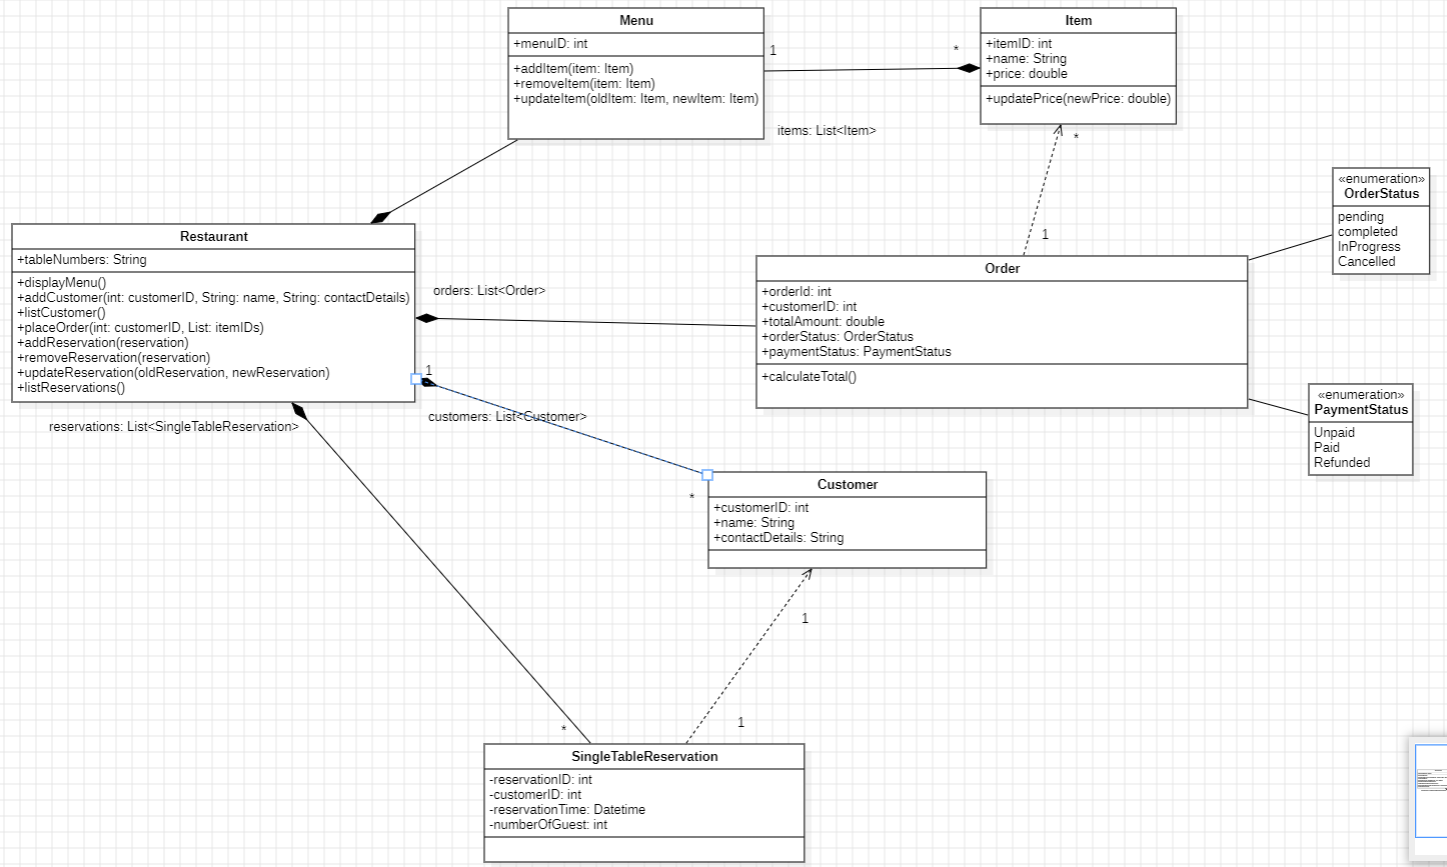 Menu
+menuID: int
+addItem(item: Item)
+removeItem(item: Item)
+updateItem(oldItem: Item, newItem: Item)
1
*
items: List<Item>
Item
+itemID: int
+name: String
+price: double
+updatePrice(newPrice: double)
*
1
«enumeration»
OrderStatus
pending
completed
InProgress
Cancelled
Restaurant
+tableNumbers: String
+displayMenu()
+addCustomer(int: customerID, String: name, String: contactDetails)
+listCustomer()
+placeOrder(int: customerID, List: itemIDs)
+addReservation(reservation)
+removeReservation(reservation)
+updateReservation(oldReservation, newReservation)
+listReservations()
orders: List<Order>
Order
+orderId: int
+customerID: int
+totalAmount: double
+orderStatus: OrderStatus
+paymentStatus: PaymentStatus
+calculateTotal()
«enumeration»
PaymentStatus
Unpaid
Paid
Refunded
1
customers: List<Customer>
*
reservations: List<SingleTableReservation>
Customer
+customerID: int
+name: String
+contactDetails: String
1
1
*
SingleTableReservation
-reservationID: int
-customerID: int
-reservationTime: Datetime
-numberOfGuest: int